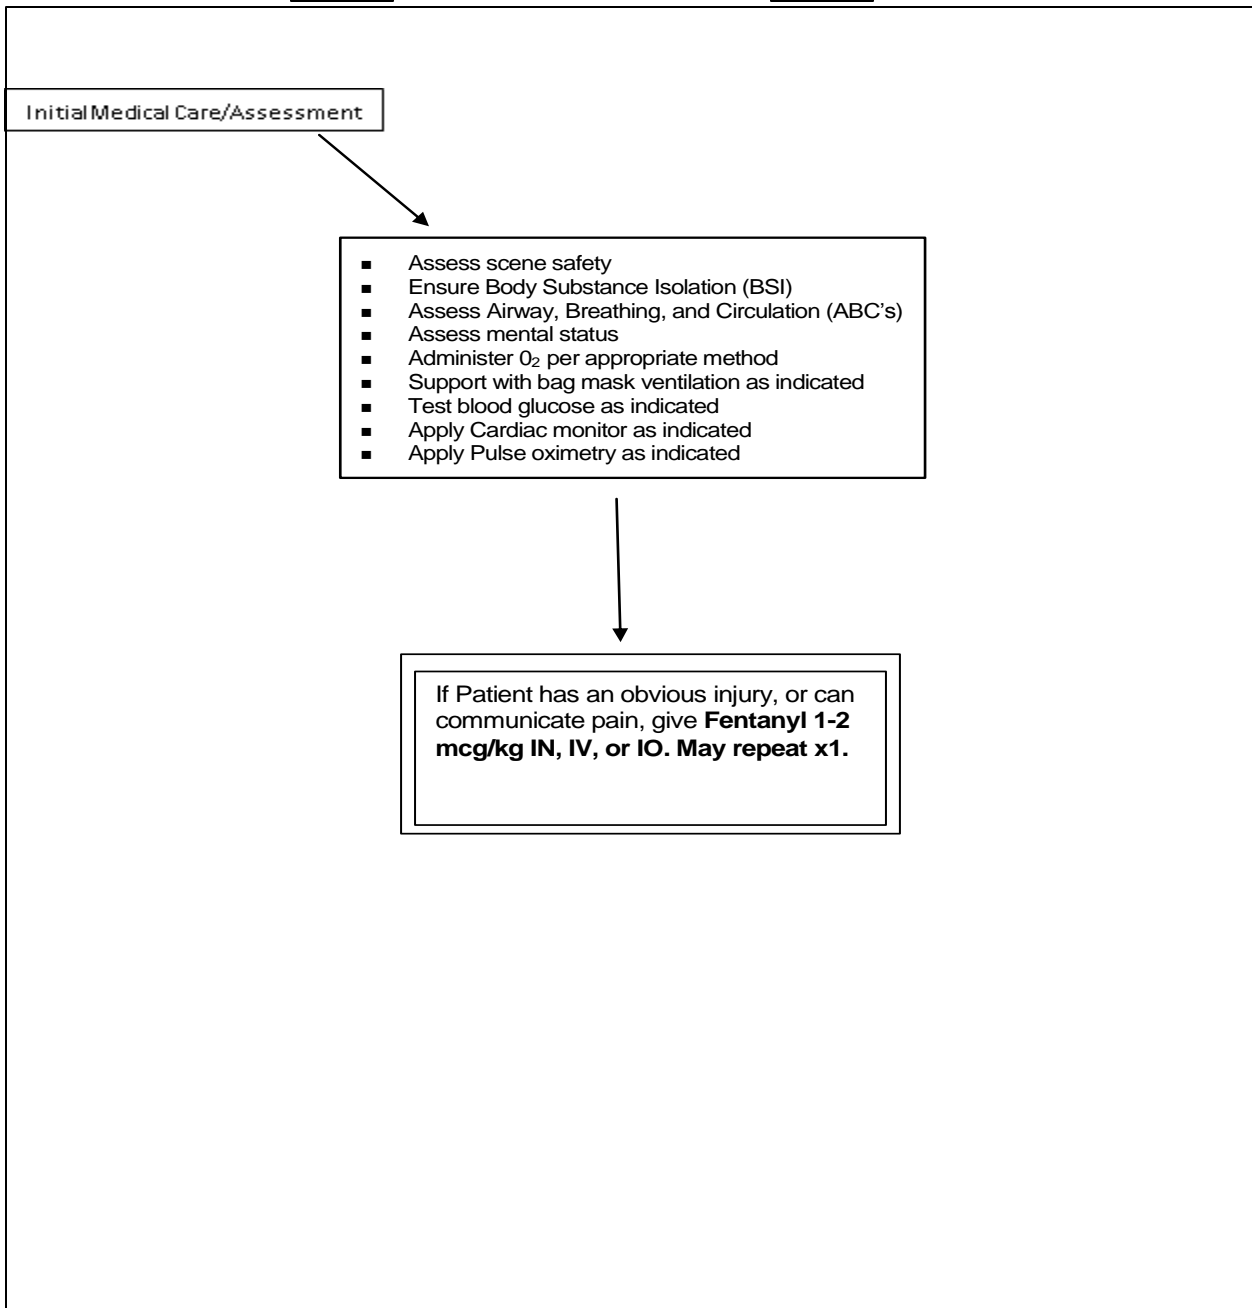 Initial Medical Care/Assessment
▪ Assess scene safety
▪ Ensure Body Substance Isolation (BSI)
▪ Assess Airway, Breathing, and Circulation (ABC’s)
▪ Assess mental status
▪ Administer 0₂ per appropriate method
▪ Support with bag mask ventilation as indicated
▪ Test blood glucose as indicated
▪ Apply Cardiac monitor as indicated
▪ Apply Pulse oximetry as indicated
If Patient has an obvious injury, or can
communicate pain, give Fentanyl 1-2
mcg/kg IN, IV, or IO. May repeat x1.